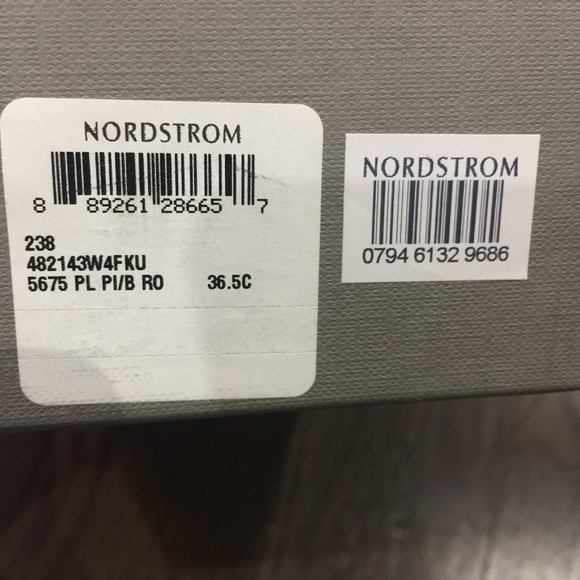 NORDSTROM
8 89261 28665 7
238
482143W4FKU
5675 PL PI/B RO 36.5C
NORDSTROM
0794 6132 9686